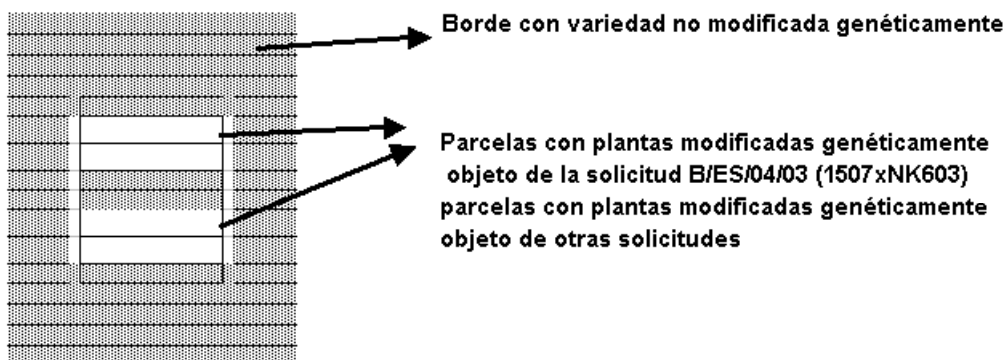 Borde con variedad no modificada genéticamente
Parcelas con plantas modificadas genéticamente
objeto de la solicitud B/ES/04/03 (1507xNK603)
parcelas con plantas modificadas genéticamente
objeto de otras solicitudes